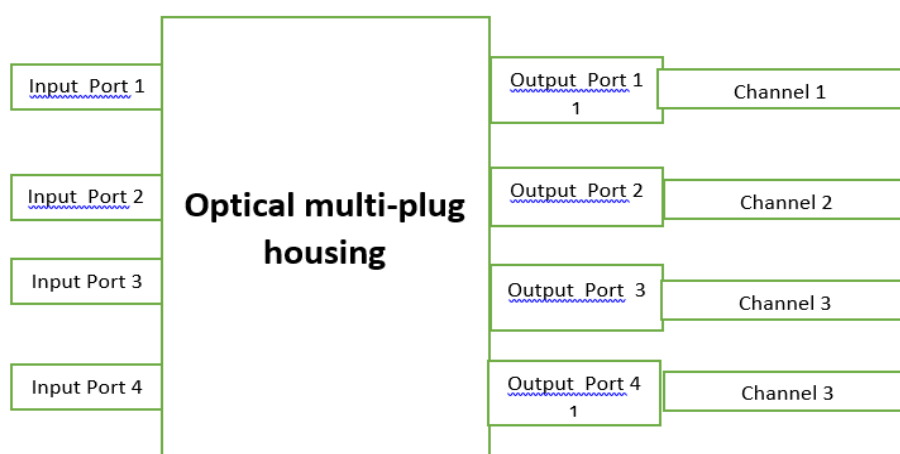 Input Port 1
Output Port 1
1
Channel 1
Input Port 2
Output Port 2
Channel 2
Optical multi-plug
housing
Input Port 3
Output Port 3
Channel 3
Input Port 4
Output Port 4
1
Channel 3